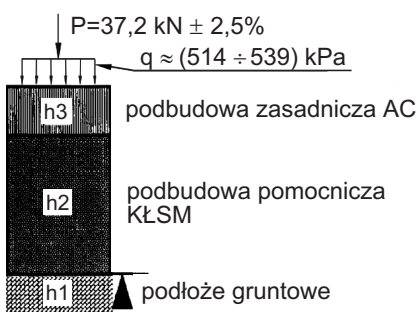 P=37,2 kN ± 2,5%
q ≈ (514 ÷ 539) kPa
h3
podbudowa zasadnicza AC
h2
podbudowa pomocnicza
KŁSM
h1
podłoże gruntowe